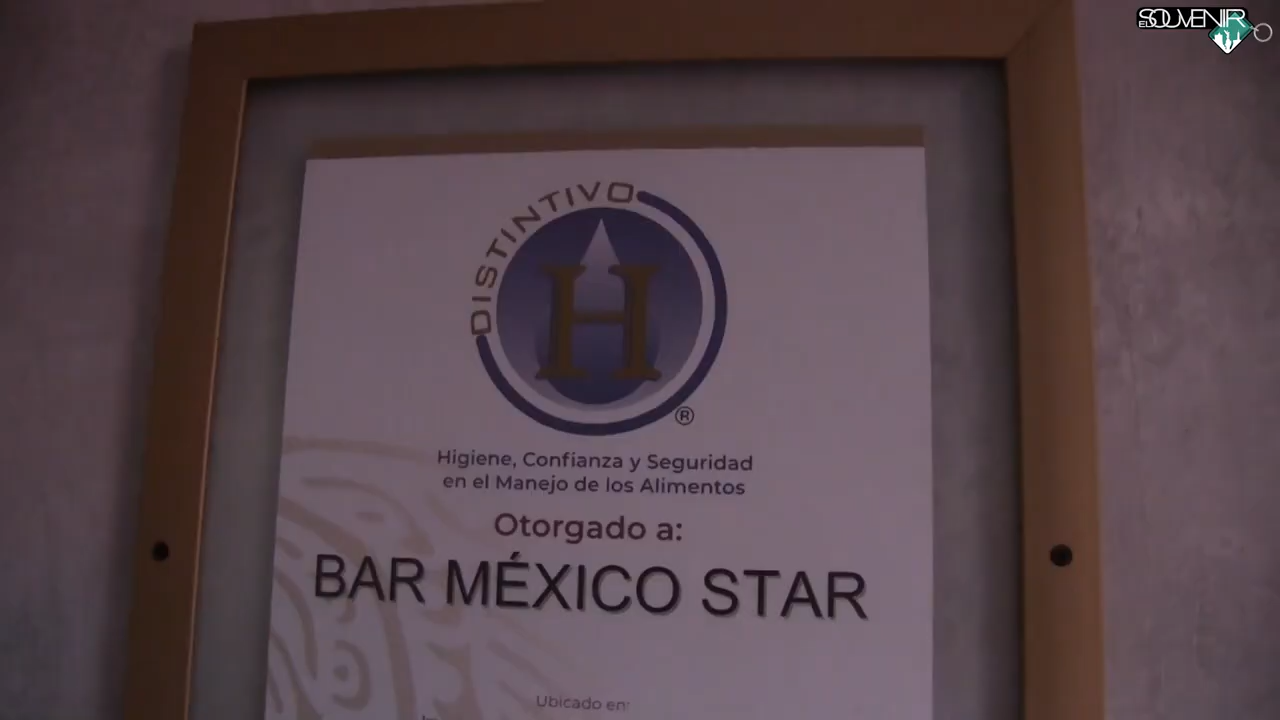 EL SOUVENIR
DISTINTIVO
H
®
Higiene, Confianza y Seguridad
en el Manejo de los Alimentos
Otorgado a:
BAR MÉXICO STAR
Ubicado en: